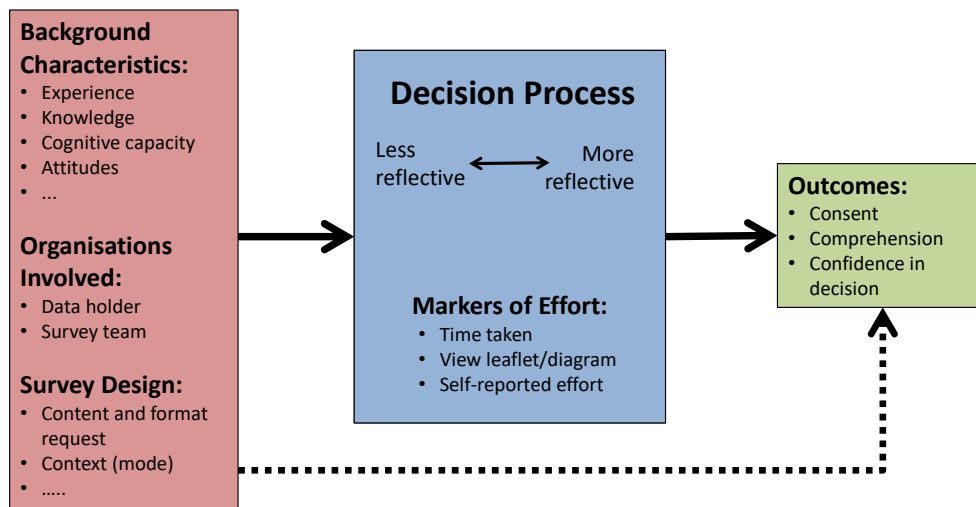 Background
Characteristics:
• Experience
• Knowledge
• Cognitive capacity
• Attitudes
• ...
Organisations
Involved:
• Data holder
• Survey team
Survey Design:
• Content and format
request
• Context (mode)
• .....
Decision Process
Less
reflective
More
reflective
Markers of Effort:
• Time taken
• View leaflet/diagram
• Self-reported effort
Outcomes:
• Consent
• Comprehension
• Confidence in
decision